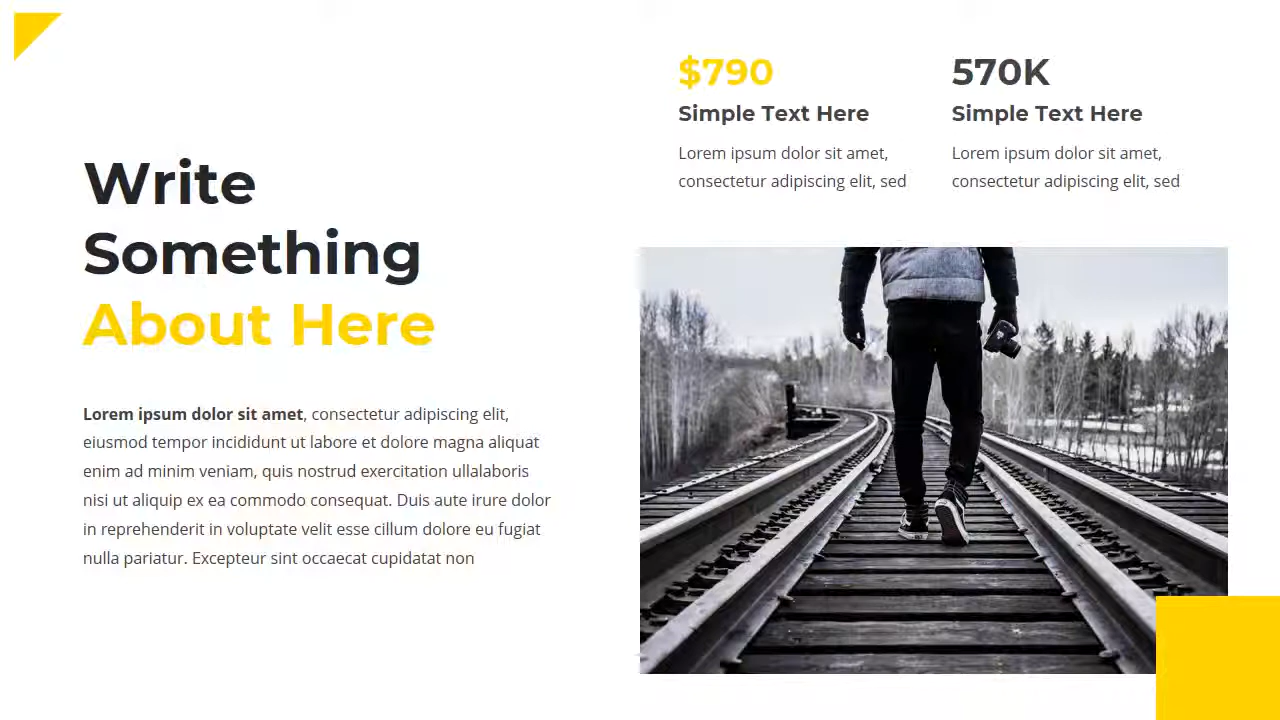 Write
Something
About Here
Lorem ipsum dolor sit amet, consectetur adipiscing elit,
eiusmod tempor incididunt ut labore et dolore magna aliquat
enim ad minim veniam, quis nostrud exercitation ullalaboris
nisi ut aliquip ex ea commodo consequat. Duis aute irure dolor
in reprehenderit in voluptate velit esse cillum dolore eu fugiat
nulla pariatur. Excepteur sint occaecat cupidatat non
$790
Simple Text Here
Lorem ipsum dolor sit amet,
consectetur adipiscing elit, sed
570K
Simple Text Here
Lorem ipsum dolor sit amet,
consectetur adipiscing elit, sed